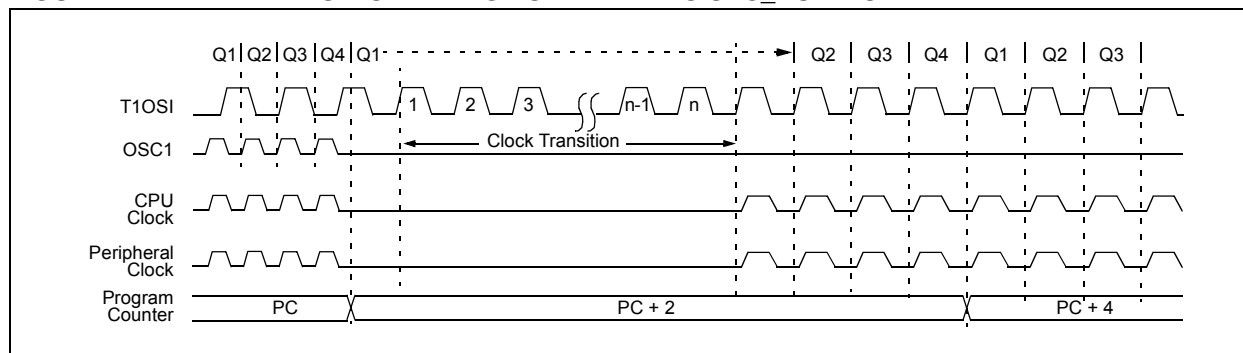 Q1 Q2 Q3 Q4 Q1 Q2 Q3 Q4 Q1 Q2 Q3
T1OSI 1 2 3 n-1 n
Clock Transition
OSC1
CPU
Clock
Peripheral
Clock
Program
Counter
PC PC + 2 PC + 4